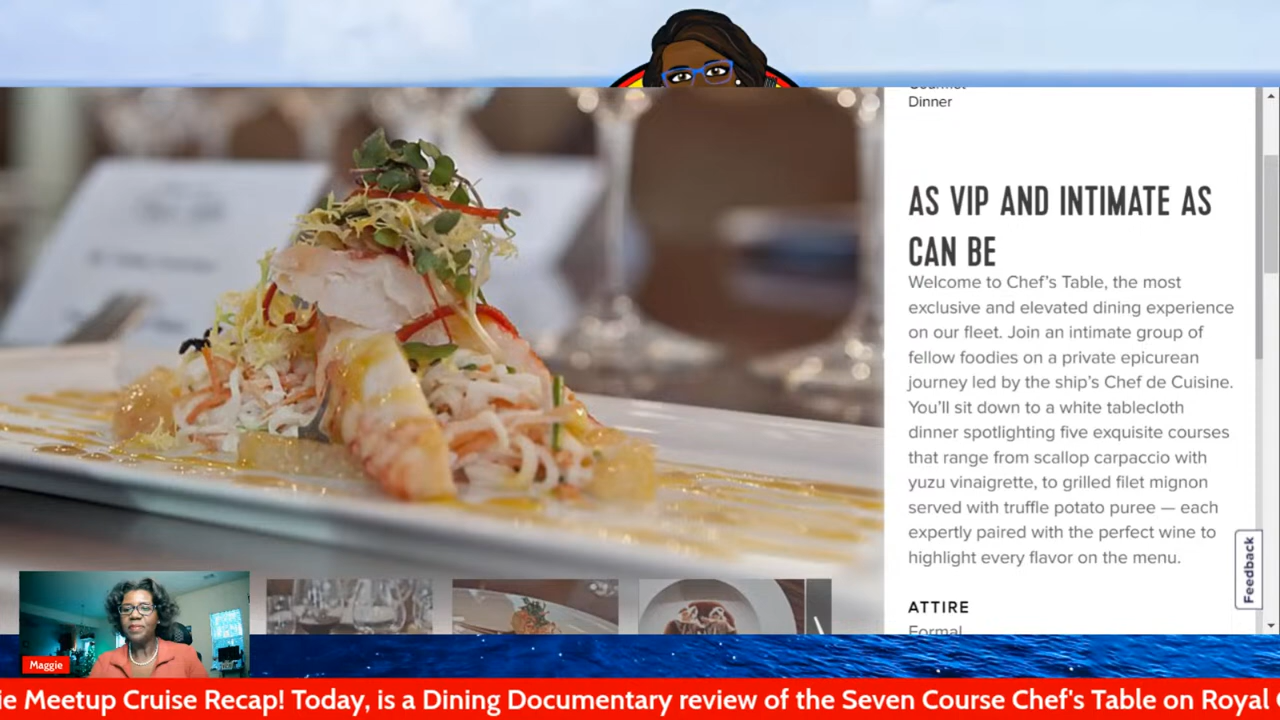 Dinner
AS VIP AND INTIMATE AS
CAN BE
Welcome to Chef's Table, the most
exclusive and elevated dining experience
on our fleet. Join an intimate group of
fellow foodies on a private epicurean
journey led by the ship's Chef de Cuisine.
You'll sit down to a white tablecloth
dinner spotlighting five exquisite courses
that range from scallop carpaccio with
yuzu vinaigrette, to grilled filet mignon
served with truffle potato puree — each
expertly paired with the perfect wine to
highlight every flavor on the menu.
Feedback
ATTIRE
Formal
Maggie
ie Meetup Cruise Recap! Today, is a Dining Documentary review of the Seven Course Chef's Table on Royal